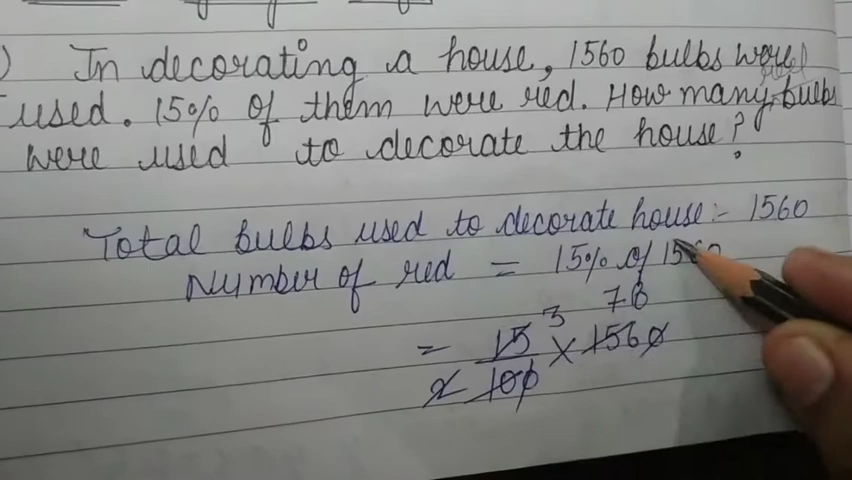 ) In decorating a house, 1560 bulbs were
used. 15% of them were red. How many bulbs
were used to decorate the house?
Total bulbs used to decorate house :- 1560
Number of red = 15% of 1560
3 78
= 15 × 1560
2 100